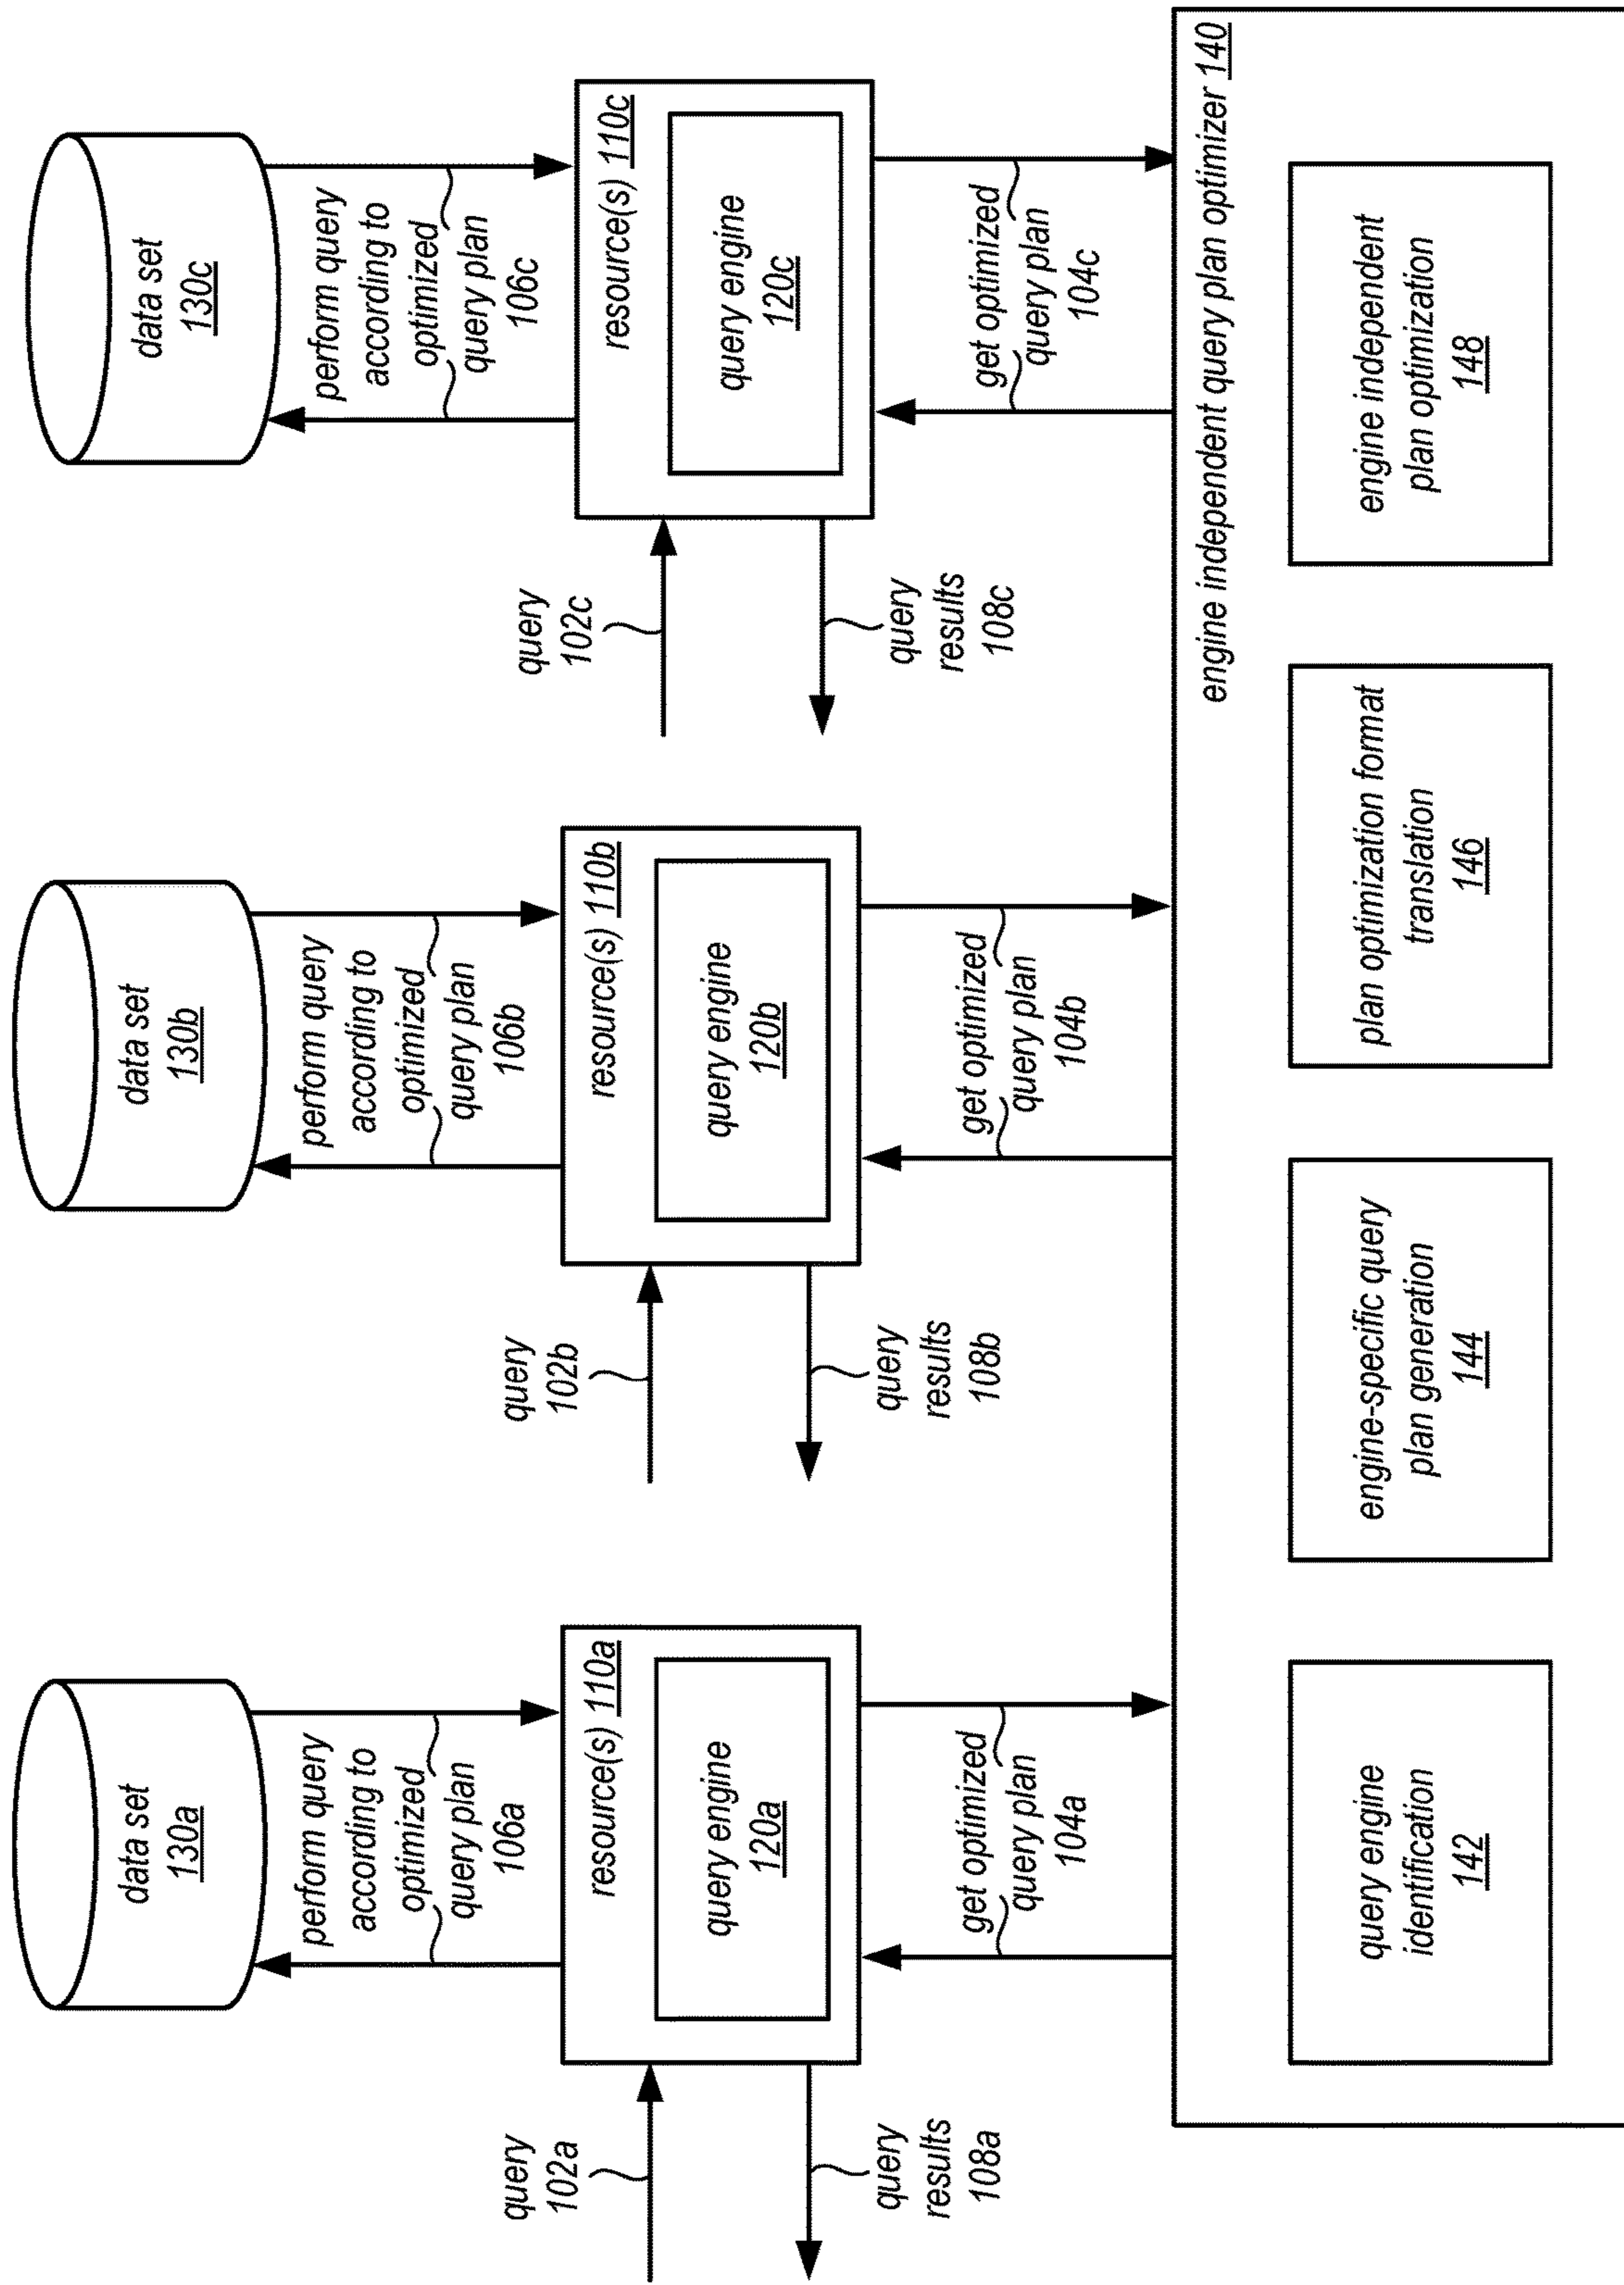 data set
130a
data set
130b
data set
130c
perform query
according to
optimized
query plan
106a
perform query
according to
optimized
query plan
106b
perform query
according to
optimized
query plan
106c
query
102a
resource(s) 110a
query engine
120a
query
results
108a
query
102b
resource(s) 110b
query engine
120b
query
results
108b
query
102c
resource(s) 110c
query engine
120c
query
results
108c
get optimized
query plan
104a
get optimized
query plan
104b
get optimized
query plan
104c
engine independent query plan optimizer 140
query engine
identification
142
engine-specific query
plan generation
144
plan optimization format
translation
146
engine independent
plan optimization
148